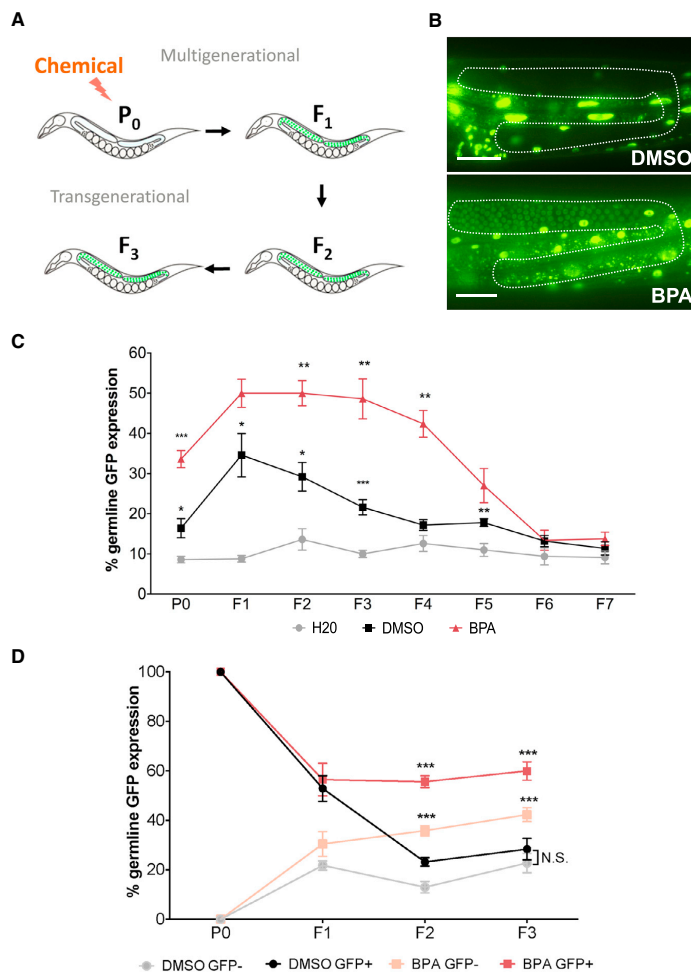 A
Multigenerational
Chemical
P0
F1
Transgenerational
F3
F2
B
DMSO
BPA
C
% germline GFP expression
60
50
40
30
20
10
0
***
*
*
**
*
**
***
**
**
P0 F1 F2 F3 F4 F5 F6 F7
H20 DMSO BPA
D
% germline GFP expression
100
80
60
40
20
0
***
***
***
***
N.S.
P0 F1 F2 F3
DMSO GFP- DMSO GFP+ BPA GFP- BPA GFP+